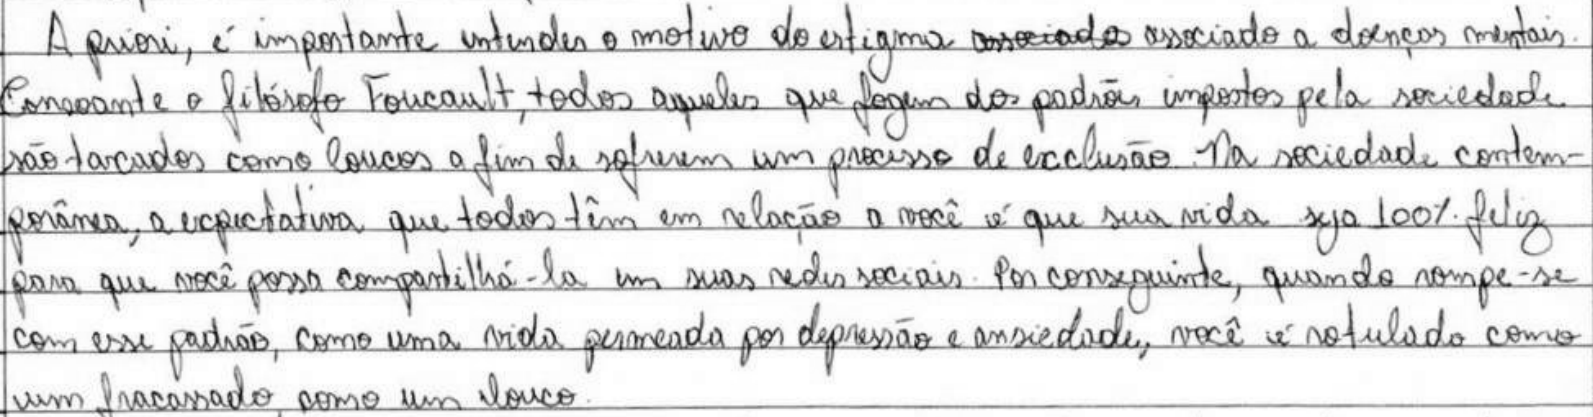 A priori, é importante entender o motivo do estigma associado associado a doenças mentais.
Consoante o filósofo Foucault, todos aqueles que fogem dos padrões impostos pela sociedade
são tarcados como loucos a fim de sofrerem um processo de exclusão. Na sociedade contem-
porânea, a expectativa que todos têm em relação a você é que sua vida seja 100% feliz
para que você possa compartilhá-la em suas redes sociais. Por conseguinte, quando rompe-se
com esse padrão, como uma vida permeada por depressão e ansiedade, você é rotulado como
um fracassado, como um louco.